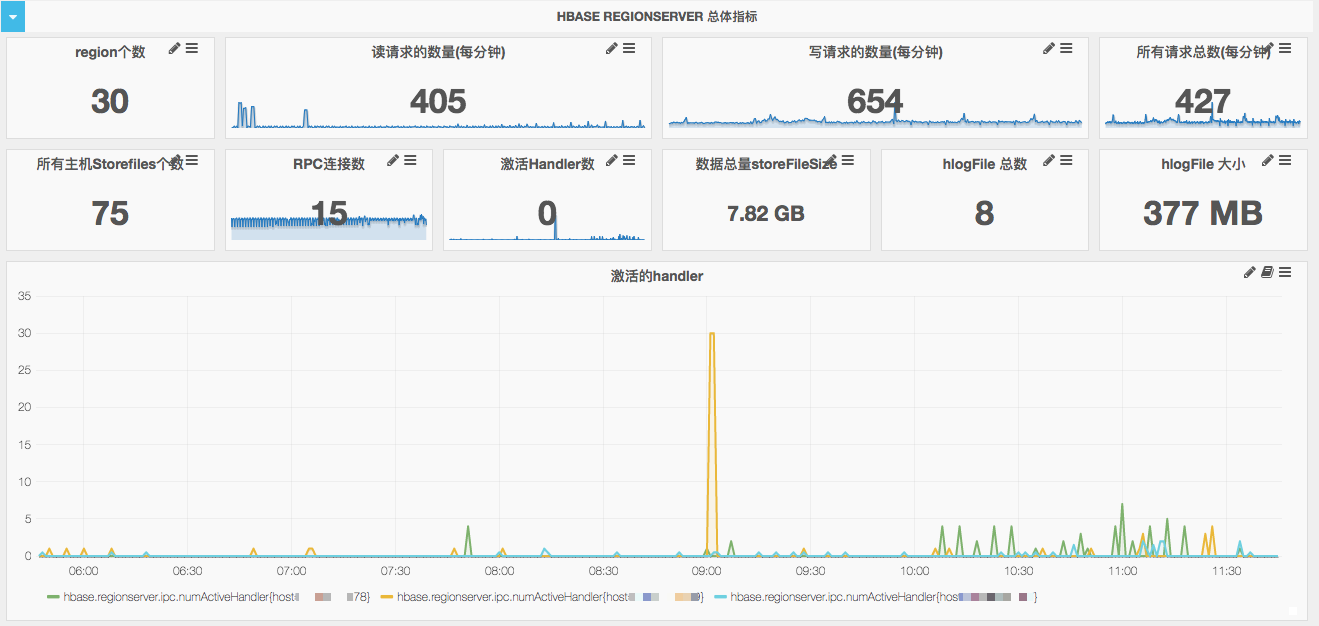 HBASE REGIONSERVER 总体指标
region个数
30
读请求的数量(每分钟)
405
写请求的数量(每分钟)
654
所有请求总数(每分钟)
427
所有主机Storefiles个数
75
RPC连接数
15
激活Handler数
0
数据总量storeFileSize
7.82 GB
hlogFile 总数
8
hlogFile 大小
377 MB
激活的handler
35
30
25
20
15
10
5
0
06:00 06:30 07:00 07:30 08:00 08:30 09:00 09:30 10:00 10:30 11:00 11:30
hbase.regionserver.ipc.numActiveHandler{host 78} hbase.regionserver.ipc.numActiveHandler{host } hbase.regionserver.ipc.numActiveHandler{hos }